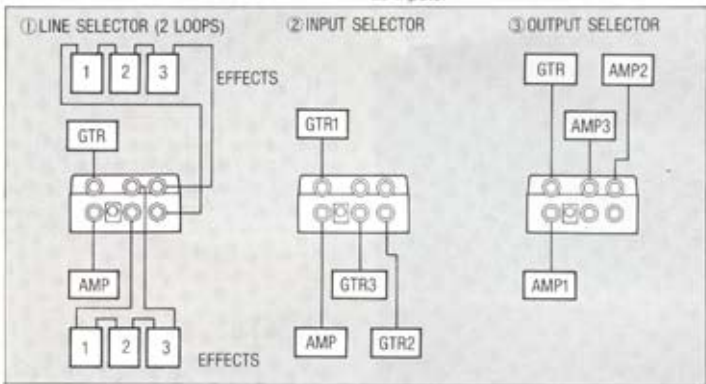 ①LINE SELECTOR (2 LOOPS)
1 2 3
EFFECTS
GTR
AMP
1 2 3
EFFECTS
②INPUT SELECTOR
GTR1
GTR3
AMP GTR2
③OUTPUT SELECTOR
GTR AMP2
AMP3
AMP1